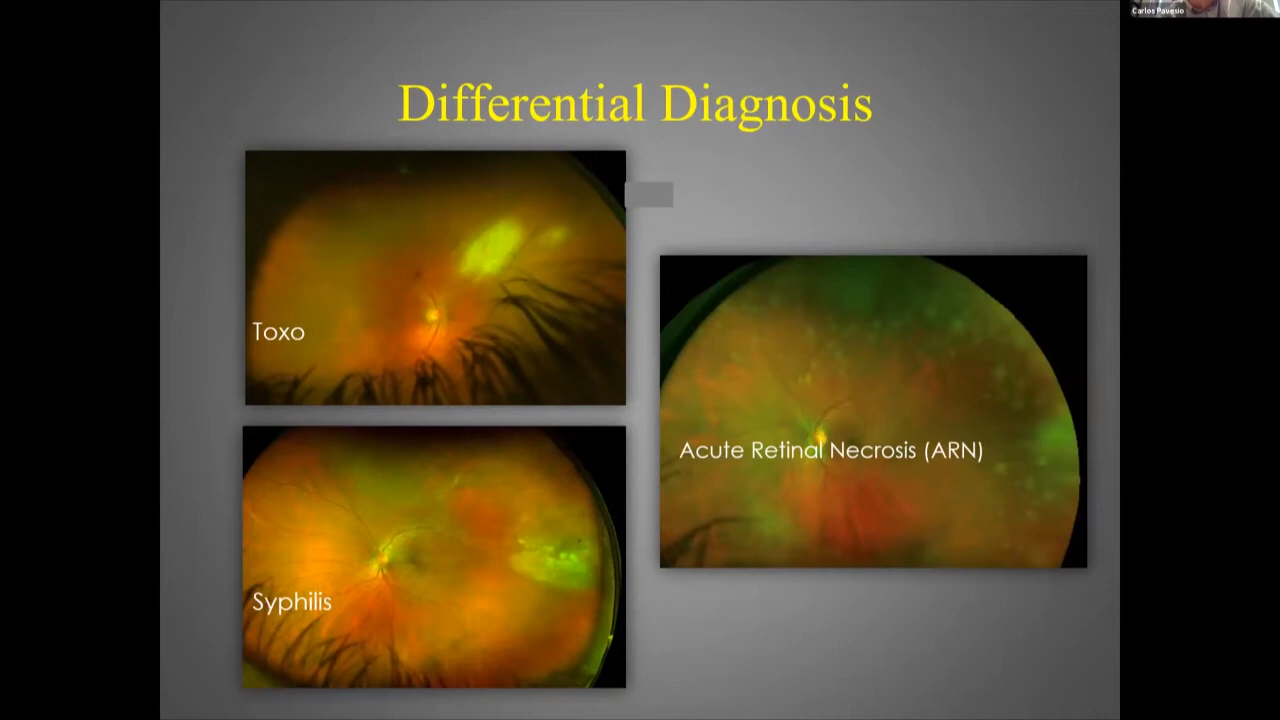 Carlos Pavesio
Differential Diagnosis
Toxo
Acute Retinal Necrosis (ARN)
Syphilis